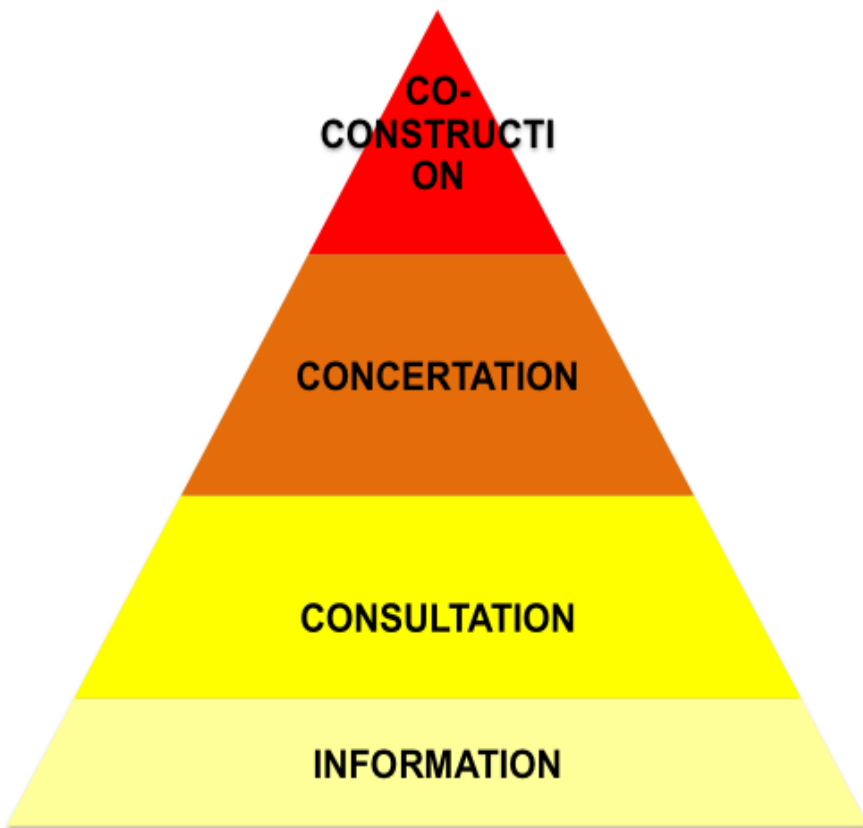 CO-
CONSTRUCTI
ON
CONCERTATION
CONSULTATION
INFORMATION